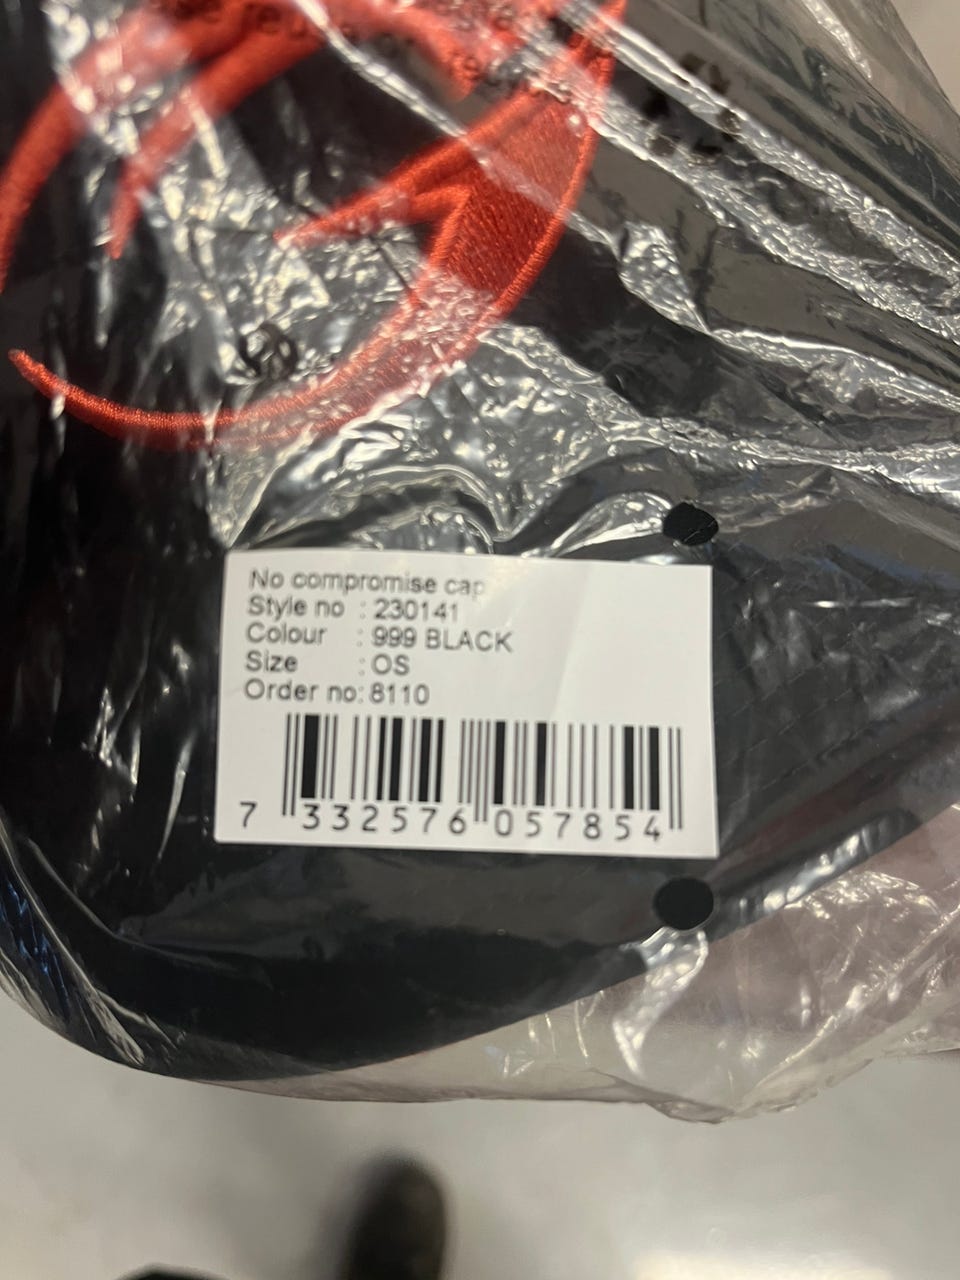 No compromise cap
Style no : 230141
Colour : 999 BLACK
Size : OS
Order no: 8110
7 332576 057854